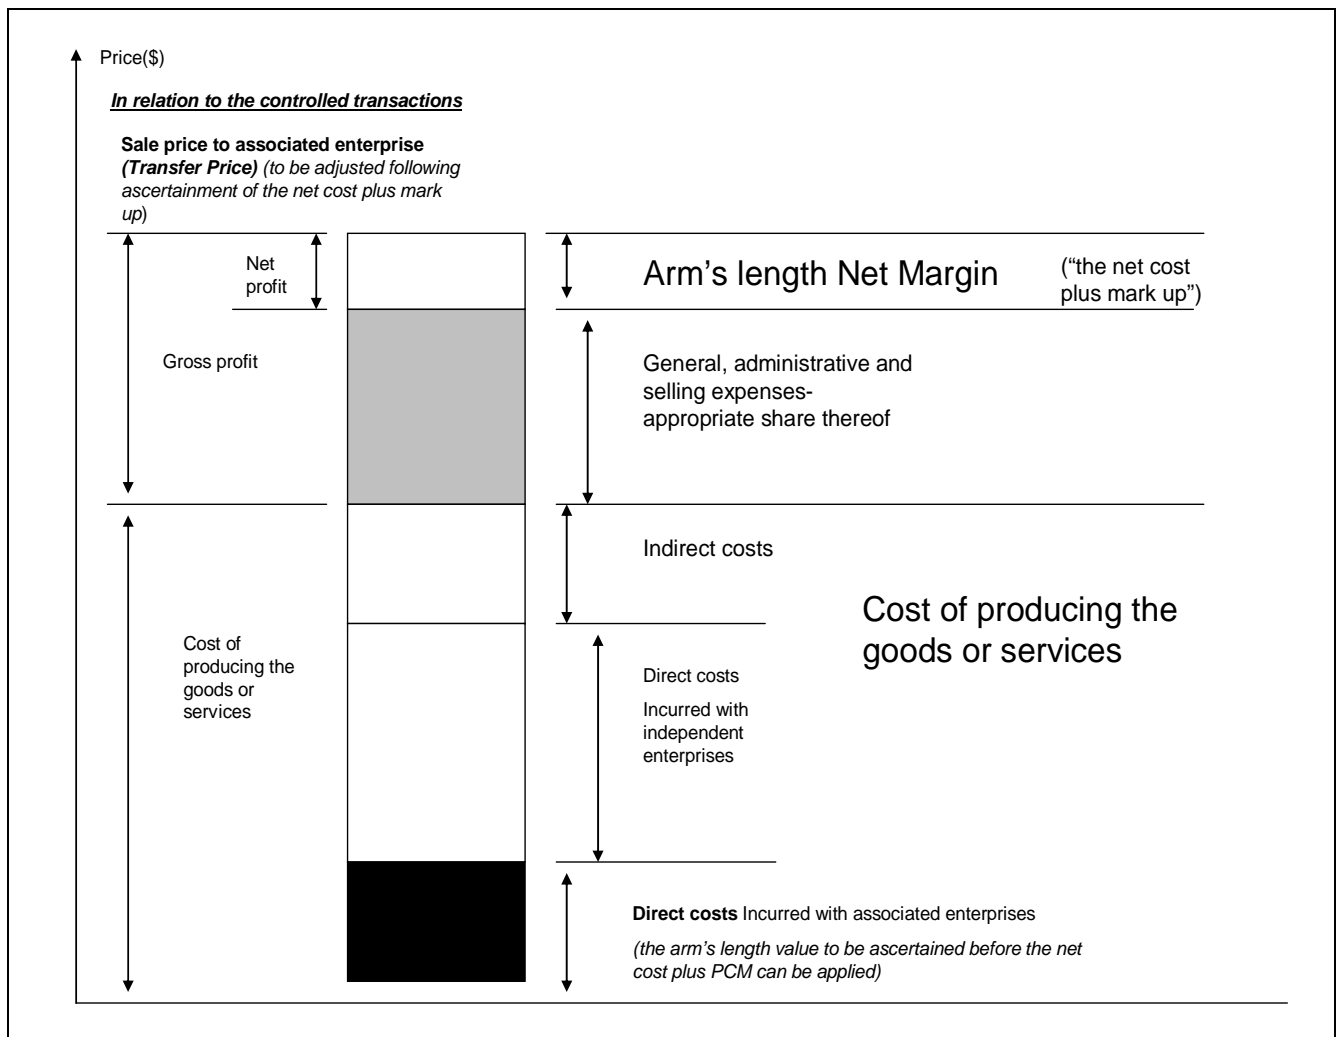 Price($)
In relation to the controlled transactions
Sale price to associated enterprise
(Transfer Price) (to be adjusted following
ascertainment of the net cost plus mark
up)
Net
profit
Arm’s length Net Margin
(“the net cost
plus mark up”)
Gross profit
General, administrative and
selling expenses-
appropriate share thereof
Indirect costs
Cost of producing the
goods or services
Cost of
producing the
goods or
services
Direct costs
Incurred with
independent
enterprises
Direct costs Incurred with associated enterprises
(the arm’s length value to be ascertained before the net
cost plus PCM can be applied)